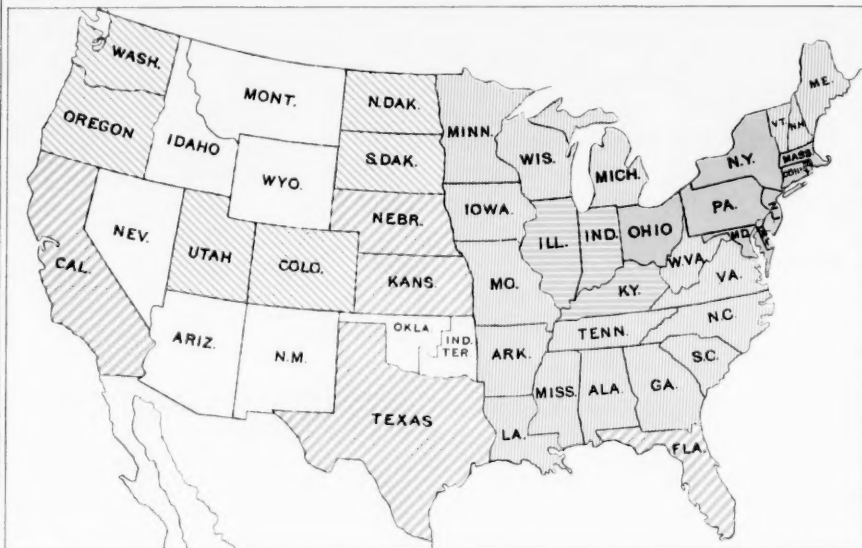 WASH.
MONT.
N.DAK.
MINN.
ME.
OREGON
IDAHO
S.DAK.
WIS.
MICH.
VT.
N.H.
N.Y.
MASS.
CON.
WYO.
NEBR.
IOWA.
PA.
N.J.
NEV.
UTAH
COLO.
KANS.
MO.
ILL.
IND.
OHIO
W.VA.
MD.
DEL.
VA.
CAL.
KY.
ARIZ.
N.M.
OKLA.
IND.
TER.
ARK.
TENN.
N.C.
S.C.
TEXAS
LA.
MISS.
ALA.
GA.
FLA.